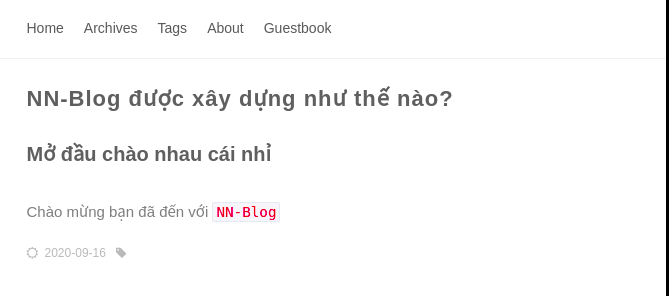 Home Archives Tags About Guestbook
NN-Blog được xây dựng như thế nào?
Mở đầu chào nhau cái nhỉ
Chào mừng bạn đã đến với NN-Blog
2020-09-16